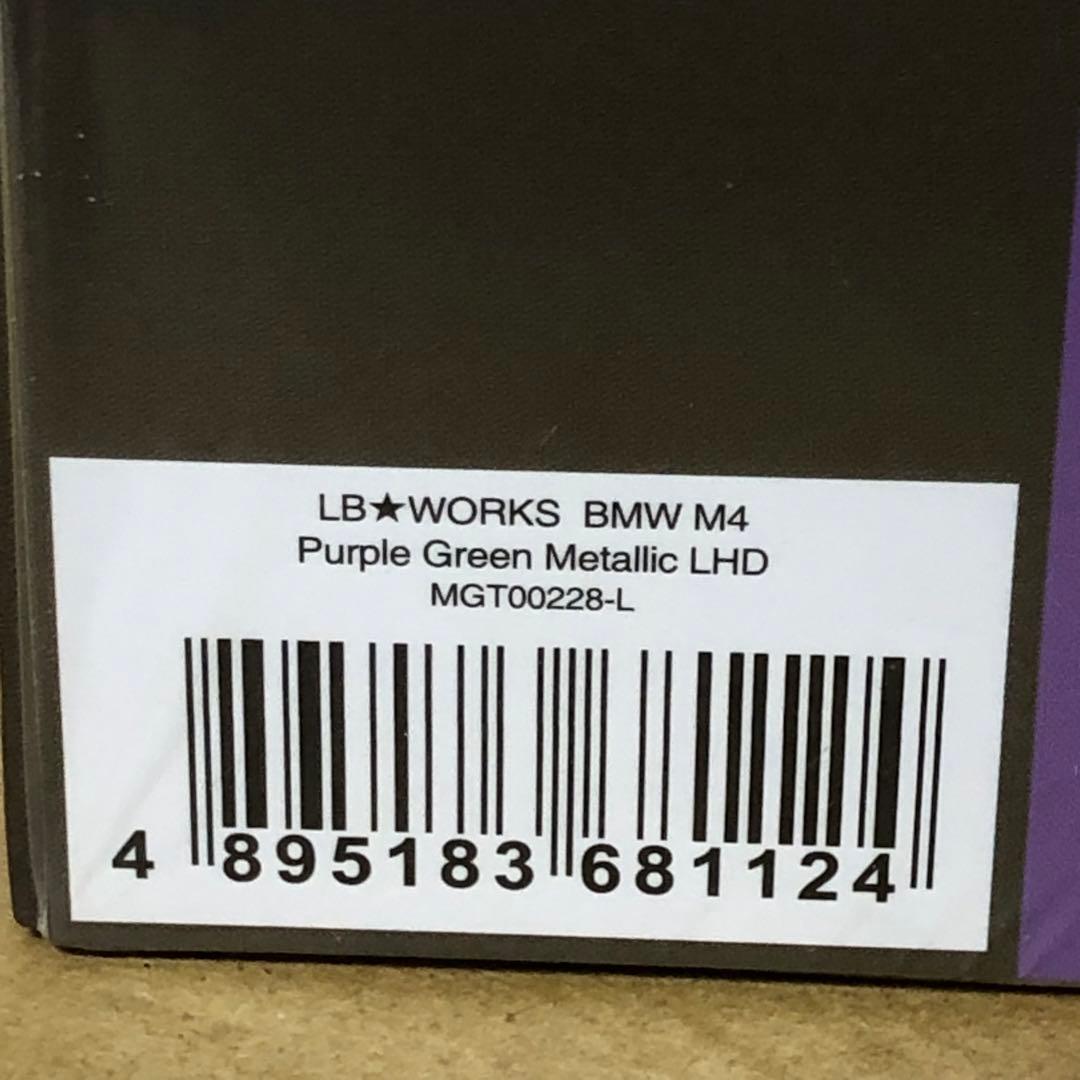 LB★WORKS BMW M4
Purple Green Metallic LHD
MGT00228-L
4 895183 681124